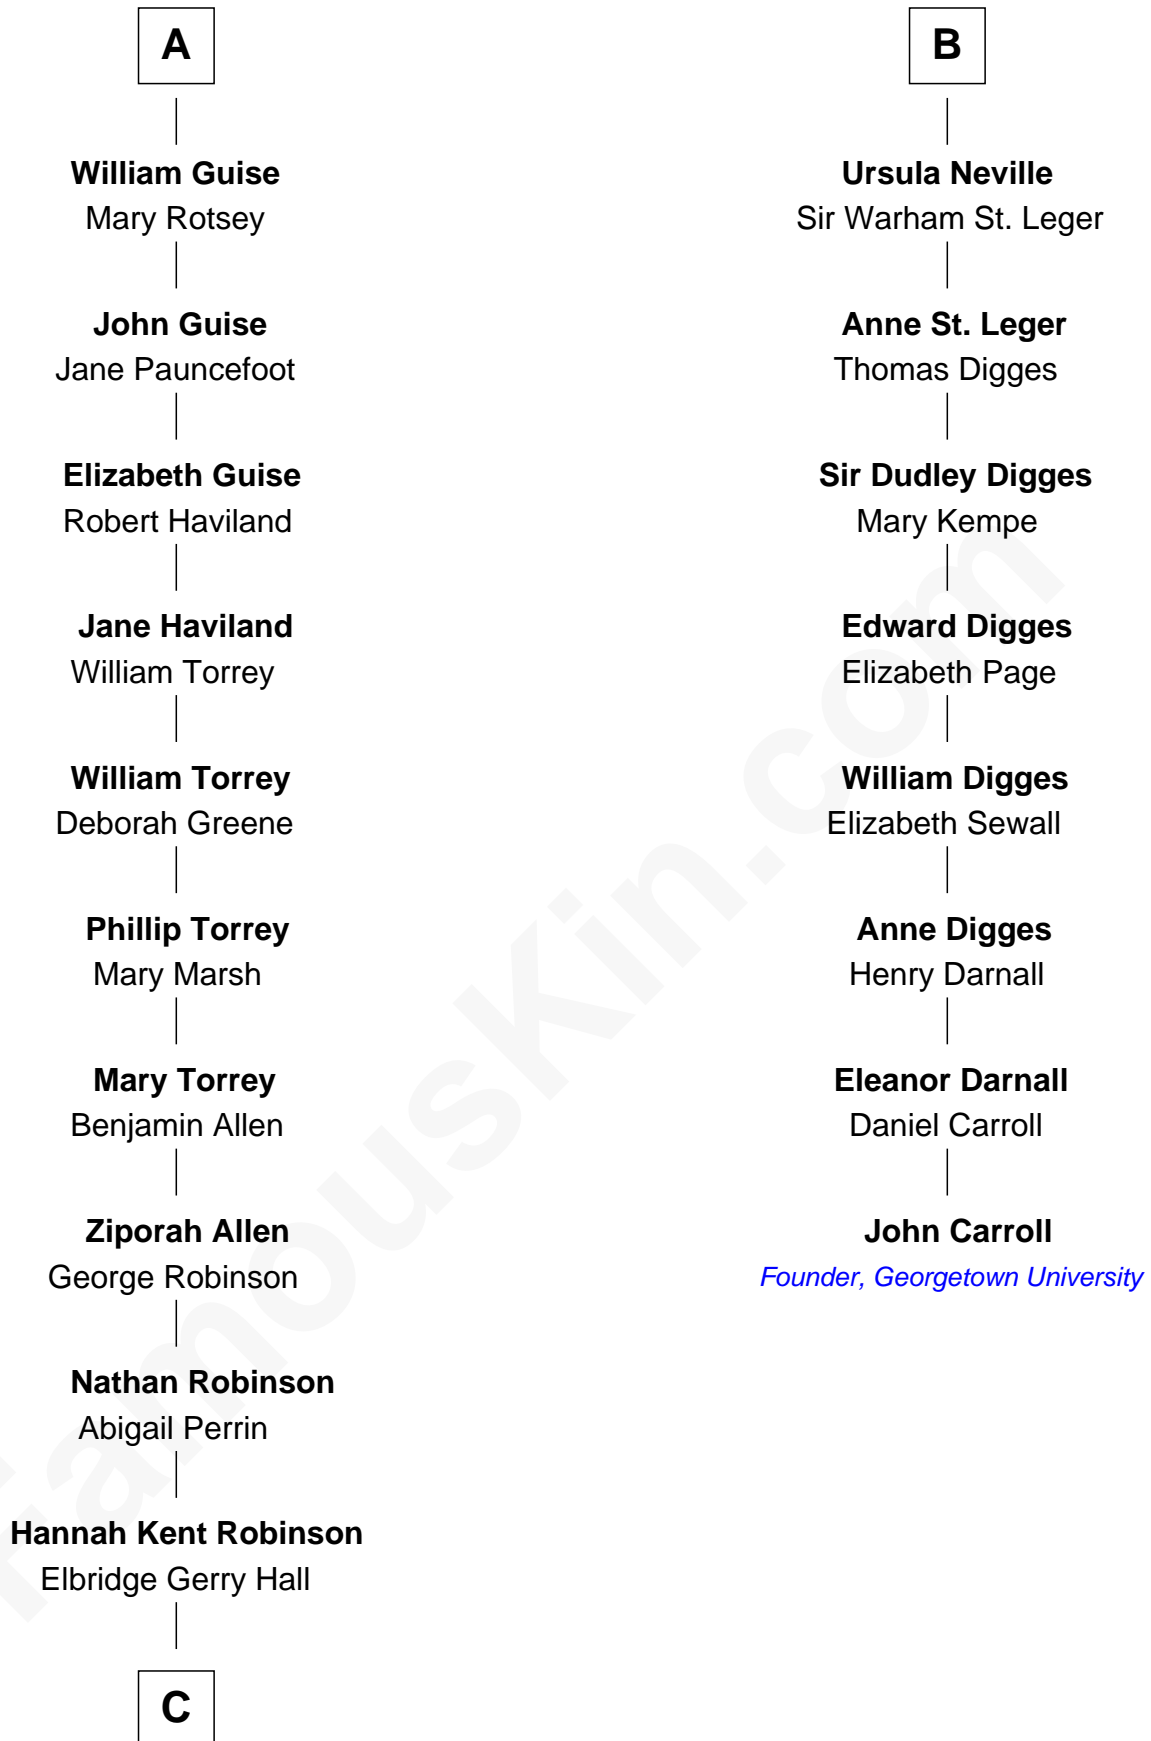 A
William Guise
Mary Rotsey
John Guise
Jane Pauncefoot
Elizabeth Guise
Robert Haviland
Jane Haviland
William Torrey
William Torrey
Deborah Greene
Phillip Torrey
Mary Marsh
Mary Torrey
Benjamin Allen
Ziporah Allen
George Robinson
Nathan Robinson
Abigail Perrin
Hannah Kent Robinson
Elbridge Gerry Hall
C
B
Ursula Neville
Sir Warham St. Leger
Anne St. Leger
Thomas Digges
Sir Dudley Digges
Mary Kempe
Edward Digges
Elizabeth Page
William Digges
Elizabeth Sewall
Anne Digges
Henry Darnall
Eleanor Darnall
Daniel Carroll
John Carroll
Founder, Georgetown University
FamousKin.com